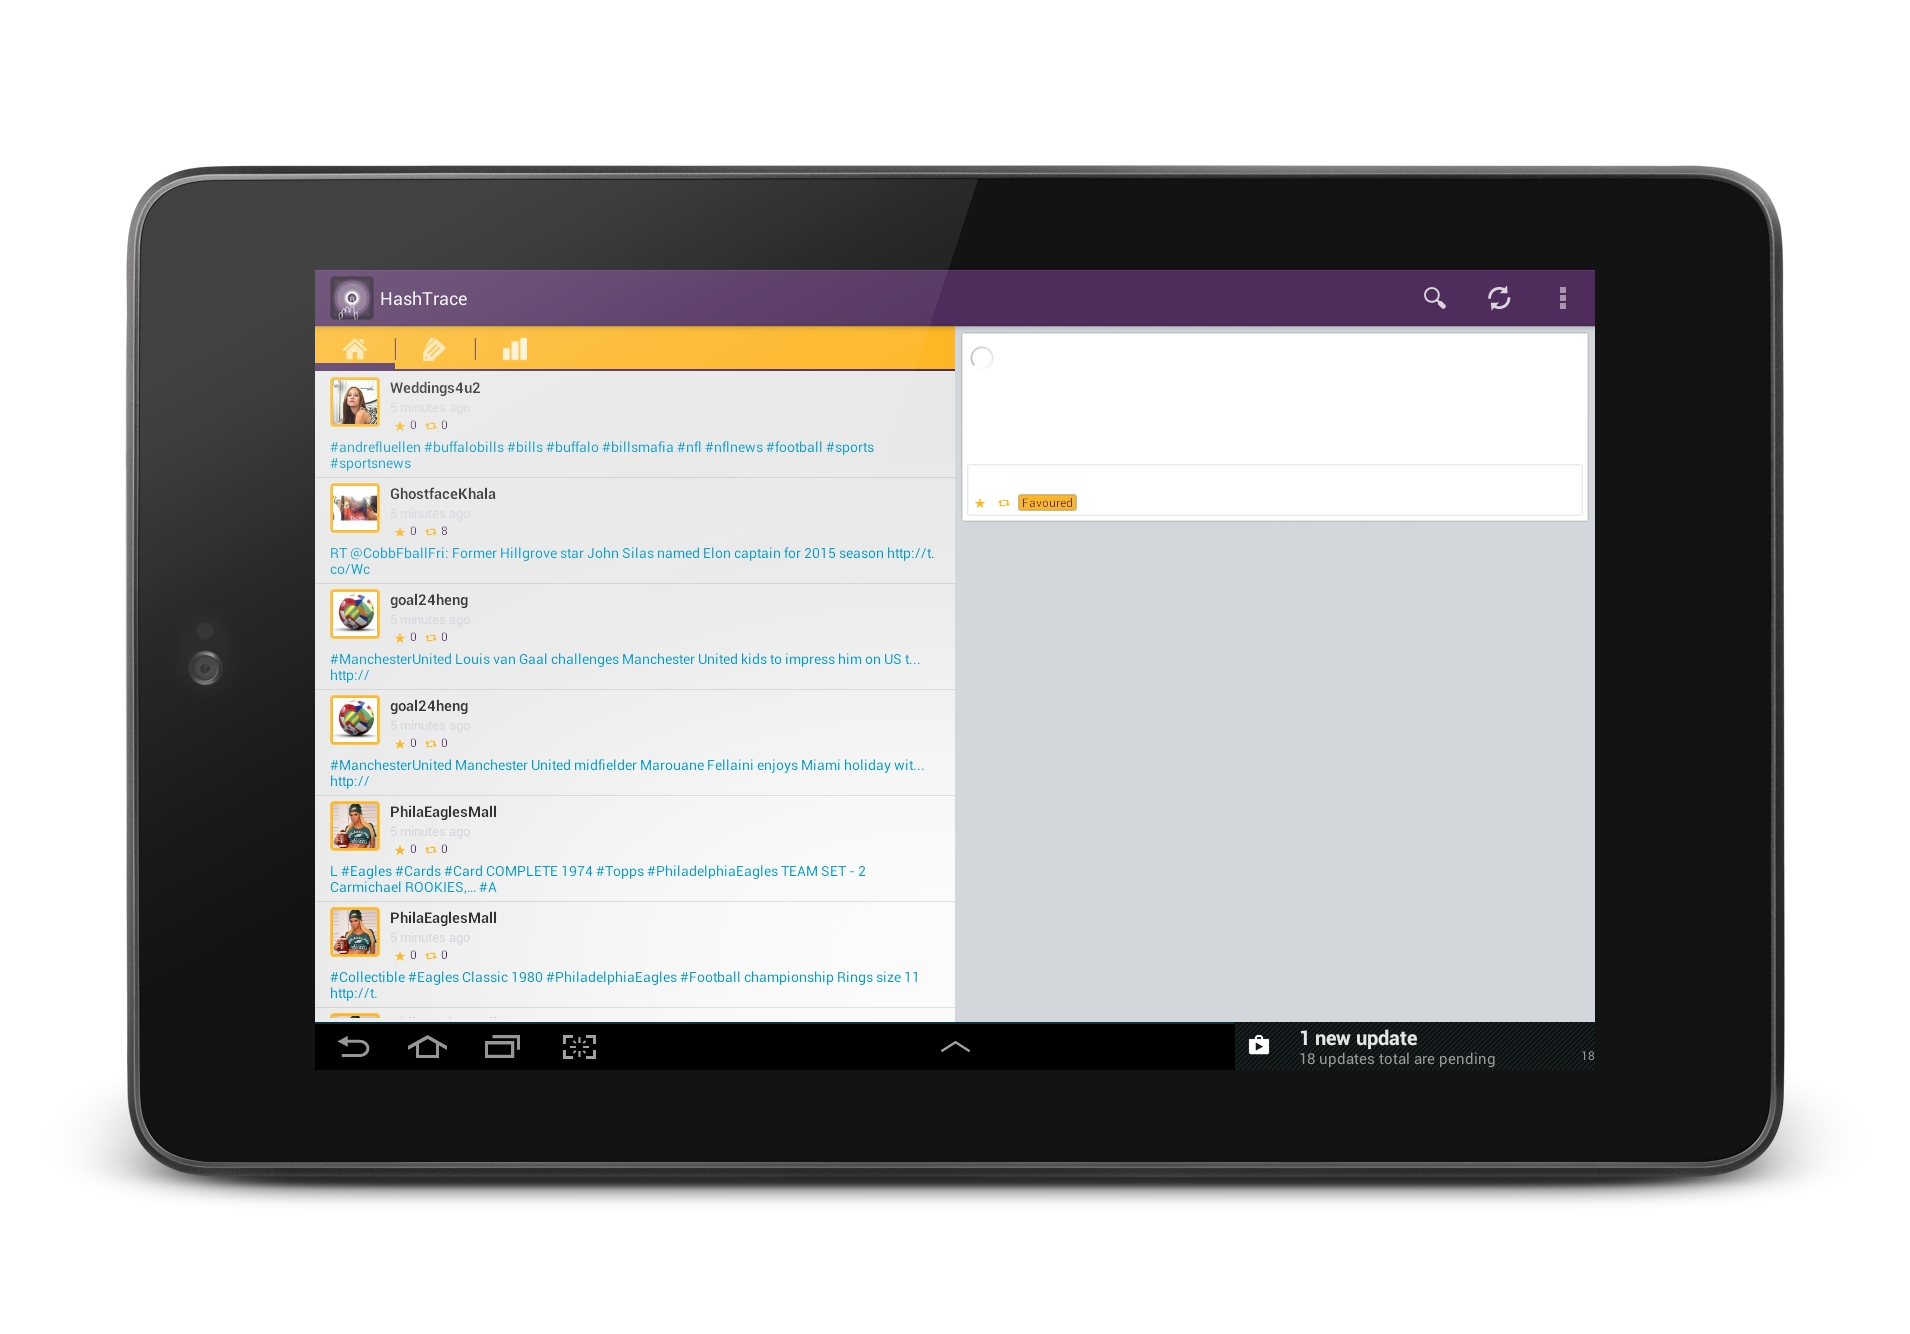 HashTrace
Weddings4u2
5 minutes ago
0 0
#andrefluellen #buffalobills #bills #buffalo #billsmafia #nfl #nflnews #football #sports
#sportsnews
GhostfaceKhala
5 minutes ago
0 8
RT @CobbFballFri: Former Hillgrove star John Silas named Elon captain for 2015 season http://t.
co/Wc
goal24heng
5 minutes ago
0 0
#ManchesterUnited Louis van Gaal challenges Manchester United kids to impress him on US t...
http://
goal24heng
5 minutes ago
0 0
#ManchesterUnited Manchester United midfielder Marouane Fellaini enjoys Miami holiday wit...
http://
PhilaEaglesMall
5 minutes ago
0 0
L #Eagles #Cards #Card COMPLETE 1974 #Topps #PhiladelphiaEagles TEAM SET - 2
Carmichael ROOKIES,... #A
PhilaEaglesMall
5 minutes ago
0 0
#Collectible #Eagles Classic 1980 #PhiladelphiaEagles #Football championship Rings size 11
http://t.
Favoured
1 new update
18 updates total are pending
18